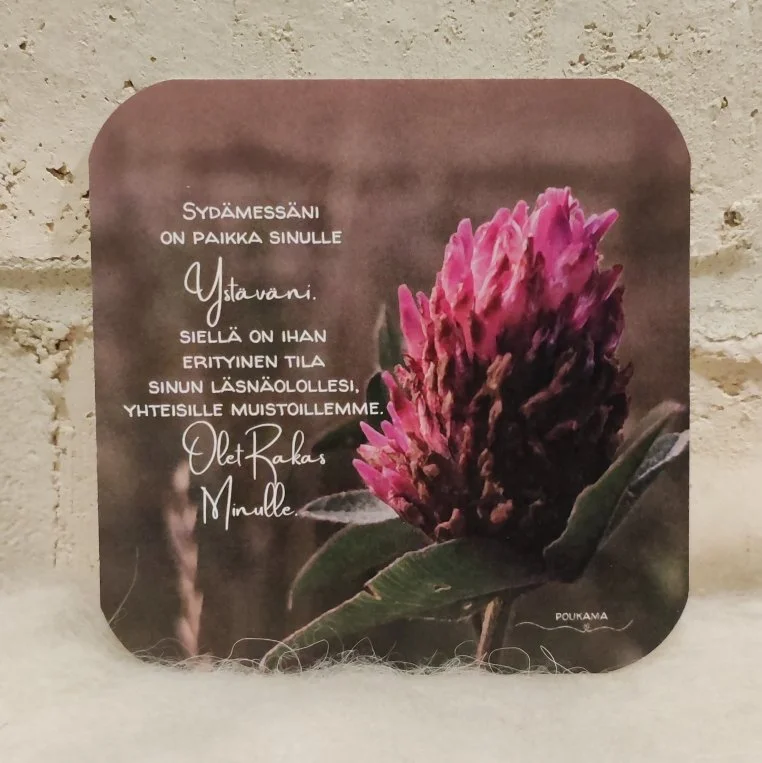 SYDÄMESSÄNI
ON PAIKKA SINULLE
Ystäväni.
SIELLÄ ON IHAN
ERITYINEN TILA
SINUN LÄSNÄOLOLLESI,
YHTEISILLE MUISTOILLEMME.
Olet Rakas
Minulle.
POUKAMA